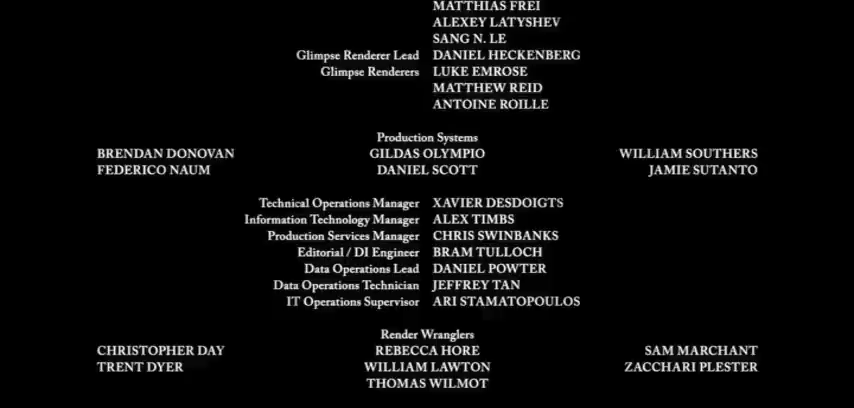 MATTHIAS FREI
ALEXEY LATYSHEV
SANG N. LE
Glimpse Renderer Lead DANIEL HECKENBERG
Glimpse Renderers LUKE EMROSE
MATTHEW REID
ANTOINE ROILLE
Production Systems
BRENDAN DONOVAN GILDAS OLYMPIO WILLIAM SOUTHERS
FEDERICO NAUM DANIEL SCOTT JAMIE SUTANTO
Technical Operations Manager XAVIER DESDOIGTS
Information Technology Manager ALEX TIMBS
Production Services Manager CHRIS SWINBANKS
Editorial / DI Engineer BRAM TULLOCH
Data Operations Lead DANIEL POWTER
Data Operations Technician JEFFREY TAN
IT Operations Supervisor ARI STAMATOPOULOS
Render Wranglers
CHRISTOPHER DAY REBECCA HORE SAM MARCHANT
TRENT DYER WILLIAM LAWTON ZACCHARI PLESTER
THOMAS WILMOT